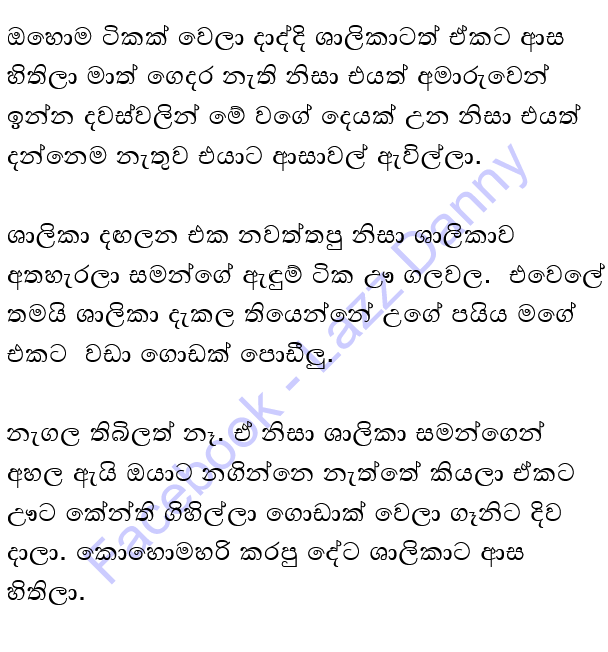 ඔහොම ටිකක් වෙලා දාද්දි ශාලිකාටත් ඒකට ආස
හිතිලා මාත් ගෙදර නැති නිසා එයත් අමාරුවෙන්
ඉන්න දවස්වලින් මේ වගේ දෙයක් උන නිසා එයත්
දන්නෙම නැතුව එයාට ආසාවල් ඇවිල්ලා.
ශාලිකා දඟලන එක නවත්තපු නිසා ශාලිකාව
අතහැරලා සමන්ගේ ඇඳුම් ටික ඌ ගලවල. එවෙලේ
තමයි ශාලිකා දැකල තියෙන්නේ උගේ පයිය මගේ
එකට වඩා ගොඩක් පොඩීලු.
නැගල තිබිලත් නෑ. ඒ නිසා ශාලිකා සමන්ගෙන්
අහල ඇයි ඔයාට නගින්නෙ නැත්තේ කියලා ඒකට
ඌට කේන්ති ගිහිල්ලා ගොඩාක් වෙලා ගෑනිට දිව
දාලා. කොහොමහරි කරපු දේට ශාලිකාට ආස
හිතිලා.
Facebook - Lazz Danny